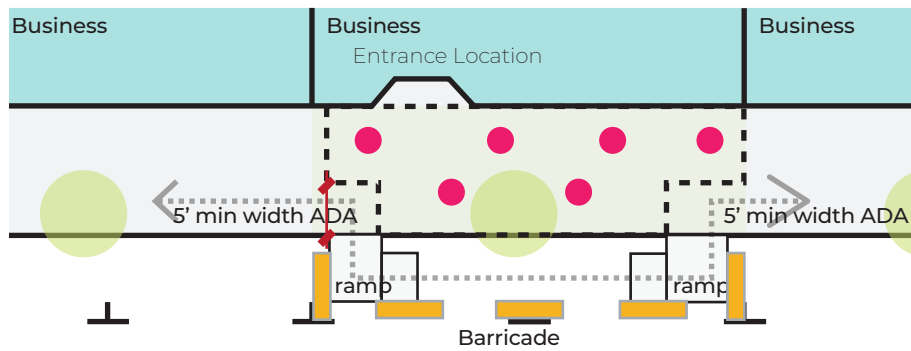 Business
Business
Business
Entrance Location
5’ min width ADA
5’ min width ADA
ramp
ramp
Barricade